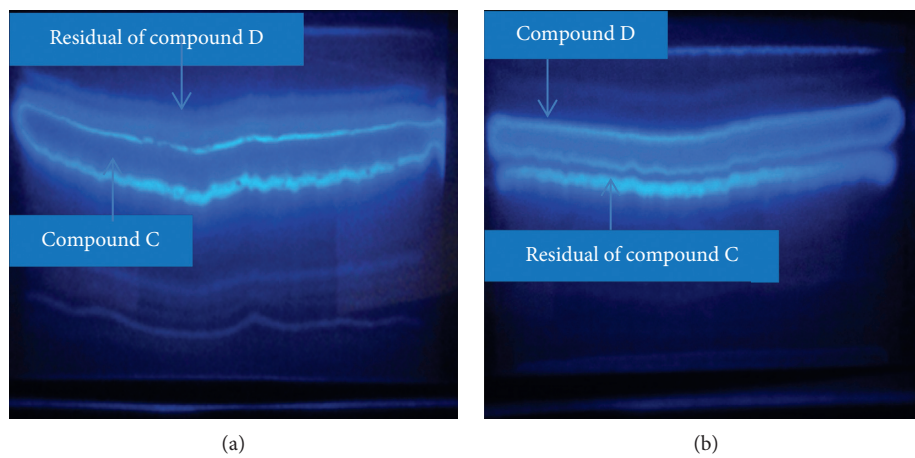 Residual of compound D
Compound C
(a)
Compound D
Residual of compound C
(b)